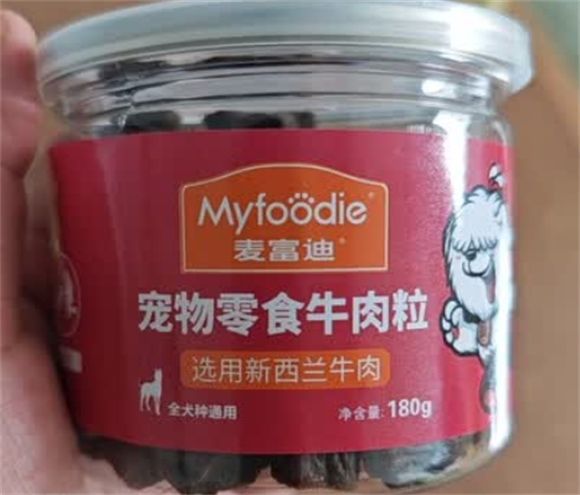 Myfoodie®
麦富迪®
宠物零食牛肉粒
选用新西兰牛肉
全犬种通用
净含量: 180g